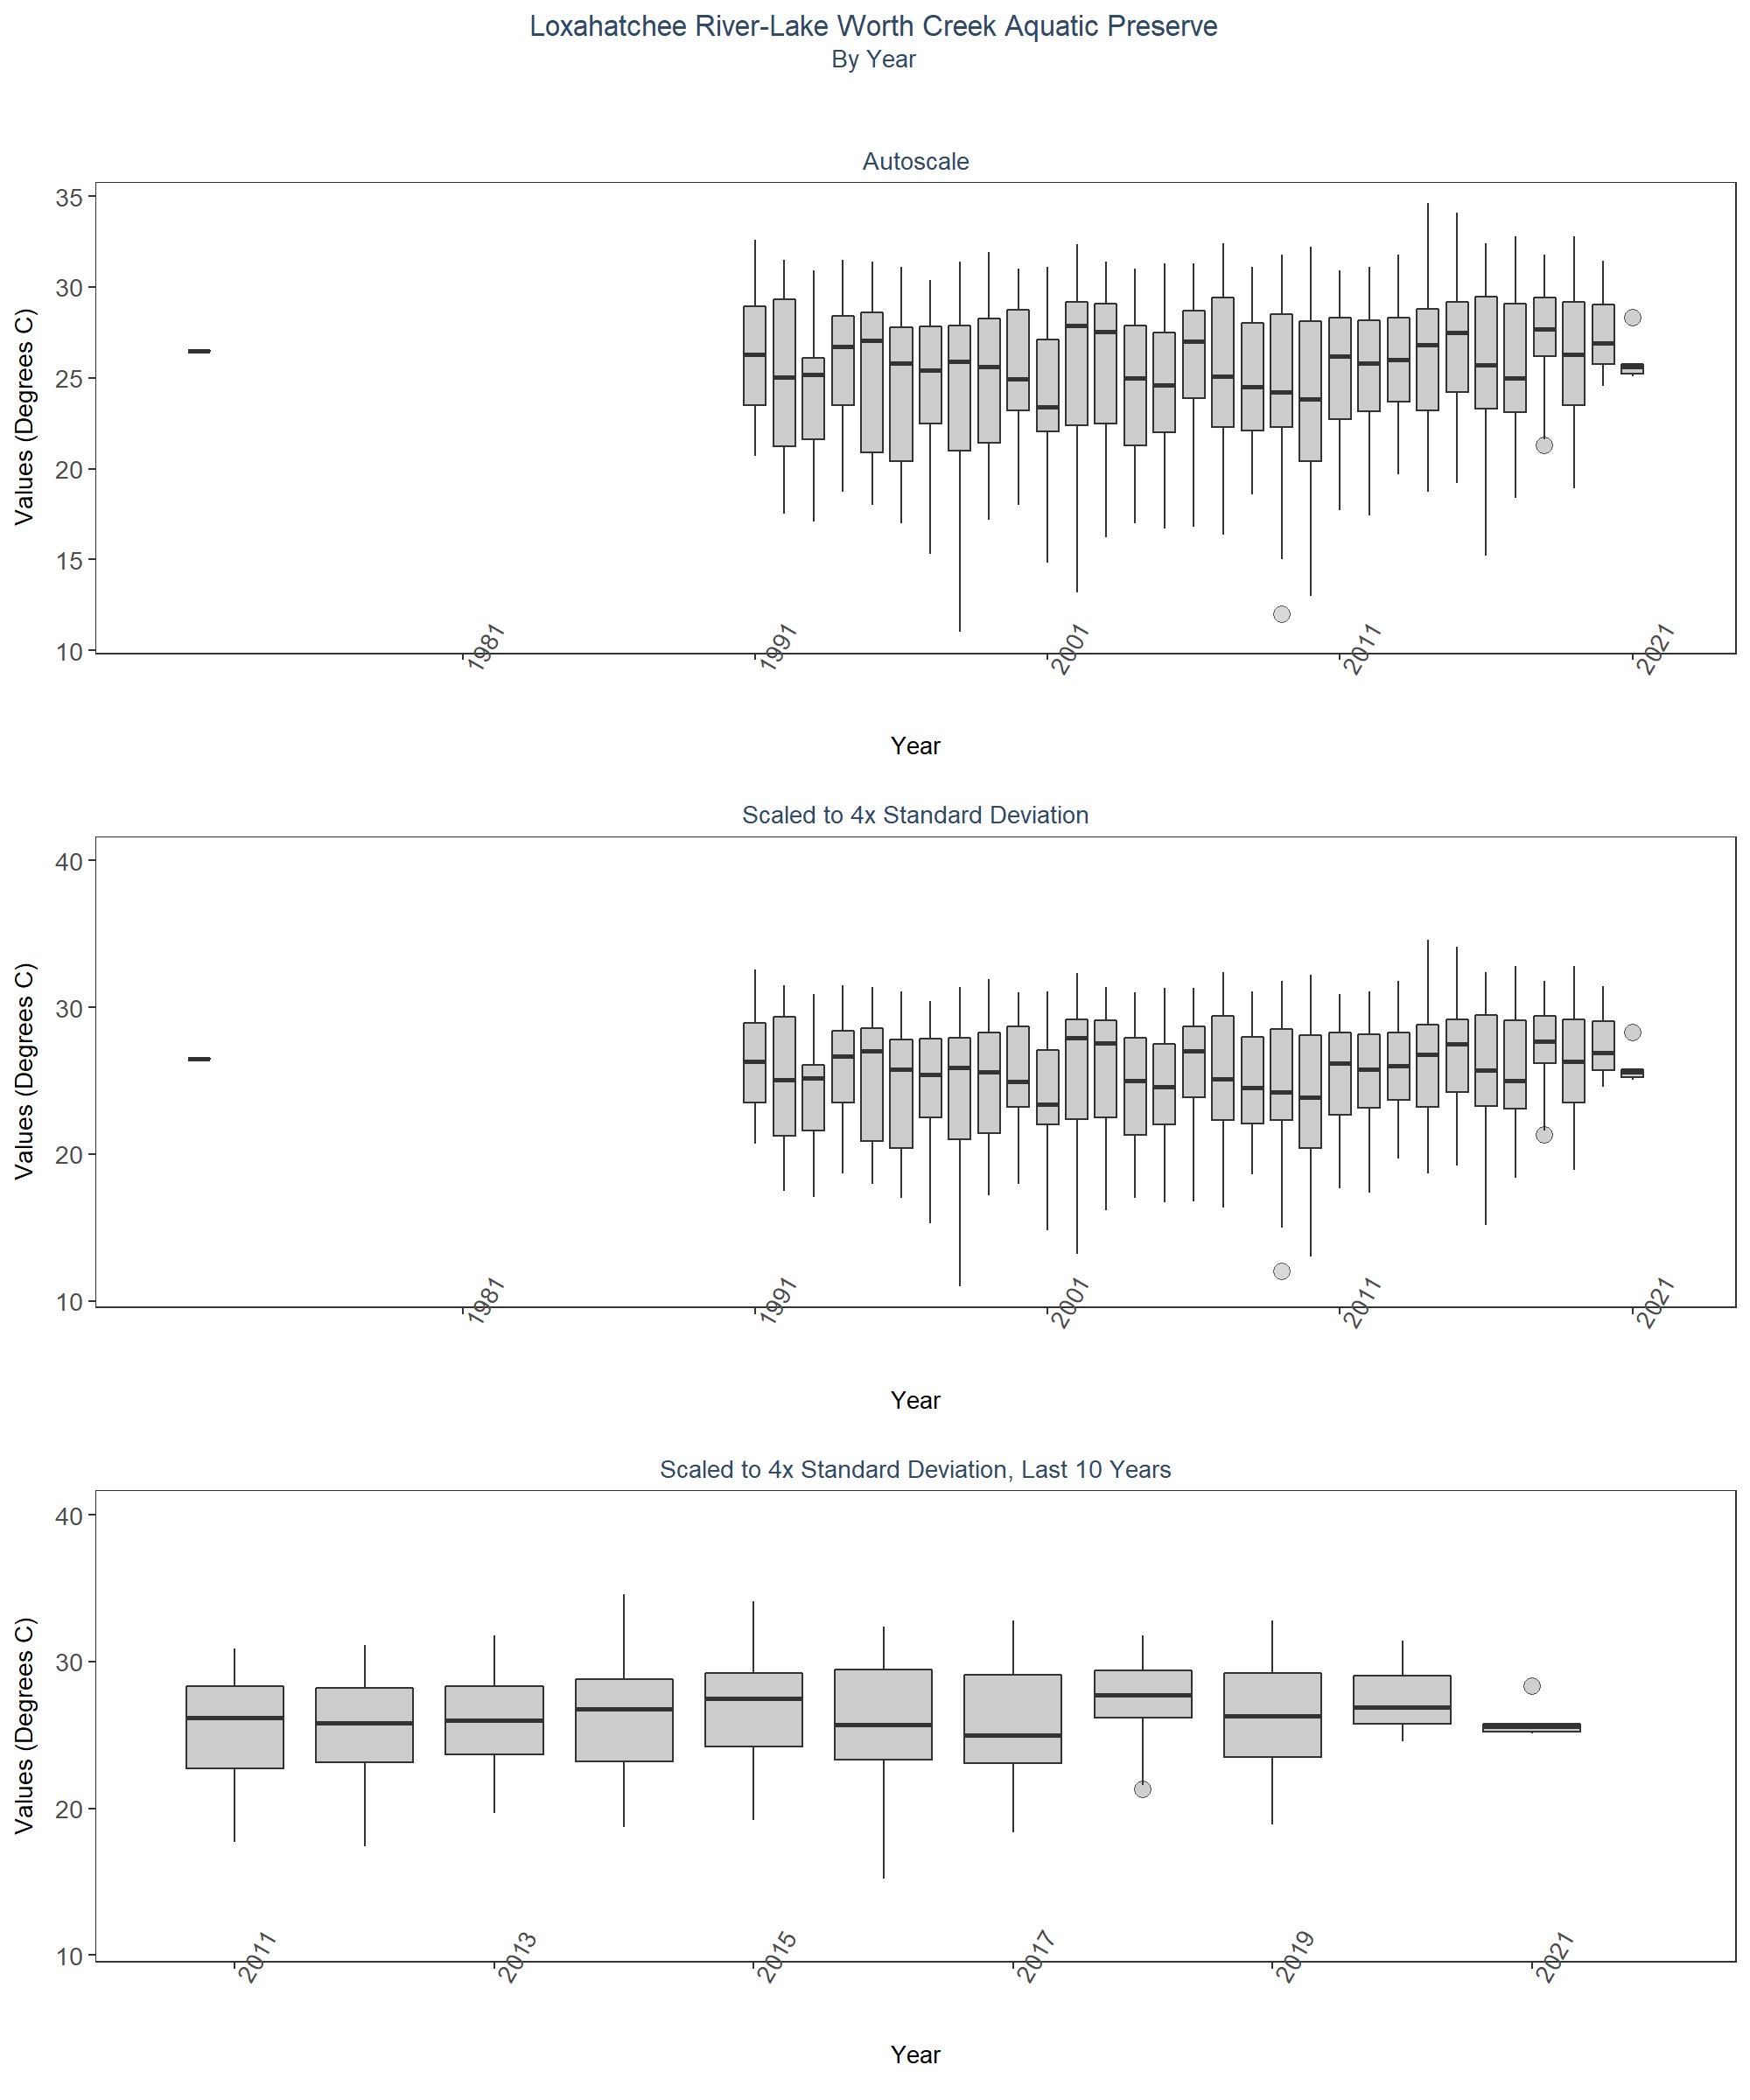 Loxahatchee River-Lake Worth Creek Aquatic Preserve
By Year
Autoscale
Values (Degrees C)
35
30
25
20
15
10
1981
1991
2001
2011
2021
Year
Scaled to 4x Standard Deviation
Values (Degrees C)
40
30
20
10
1981
1991
2001
2011
2021
Year
Scaled to 4x Standard Deviation, Last 10 Years
Values (Degrees C)
40
30
20
10
2011
2013
2015
2017
2019
2021
Year